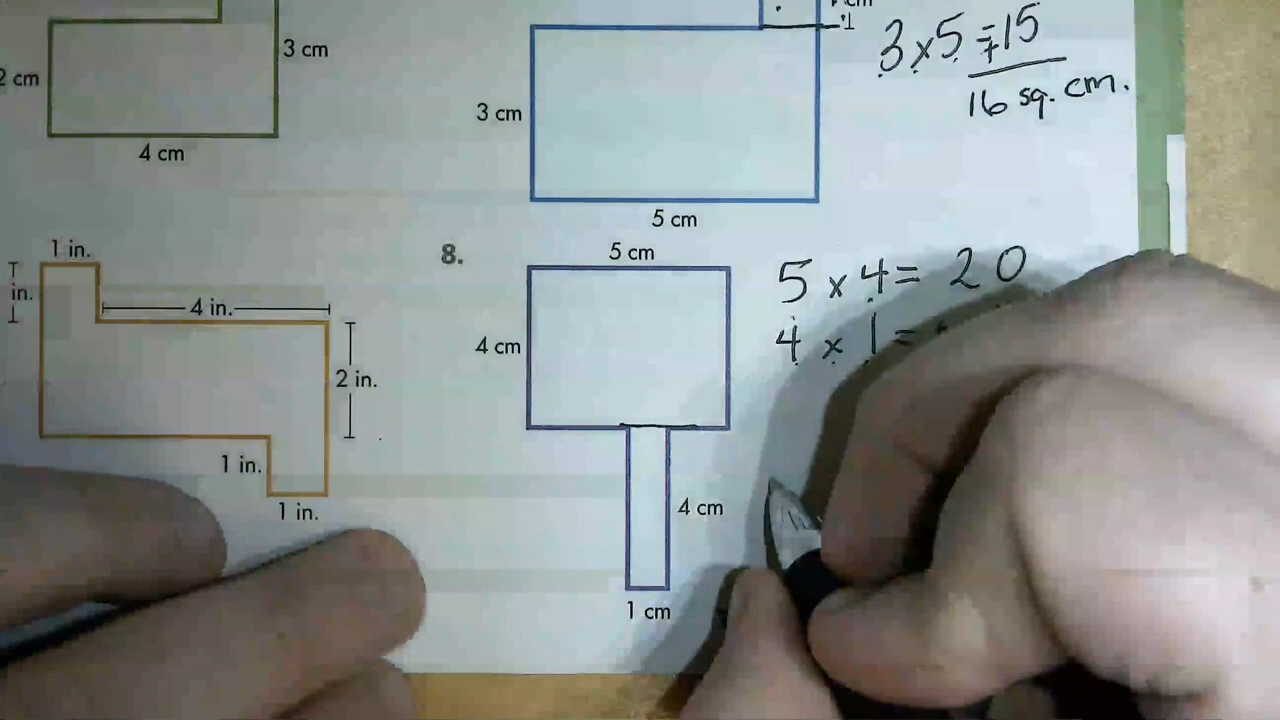 3 cm
2 cm
4 cm
3 cm
5 cm
cm
3 x 5 = 15
+
16 sq. cm.
1 in.
in.
4 in.
2 in.
1 in.
1 in.
8.
5 cm
4 cm
4 cm
1 cm
5 x 4 = 20
4 x 1 =